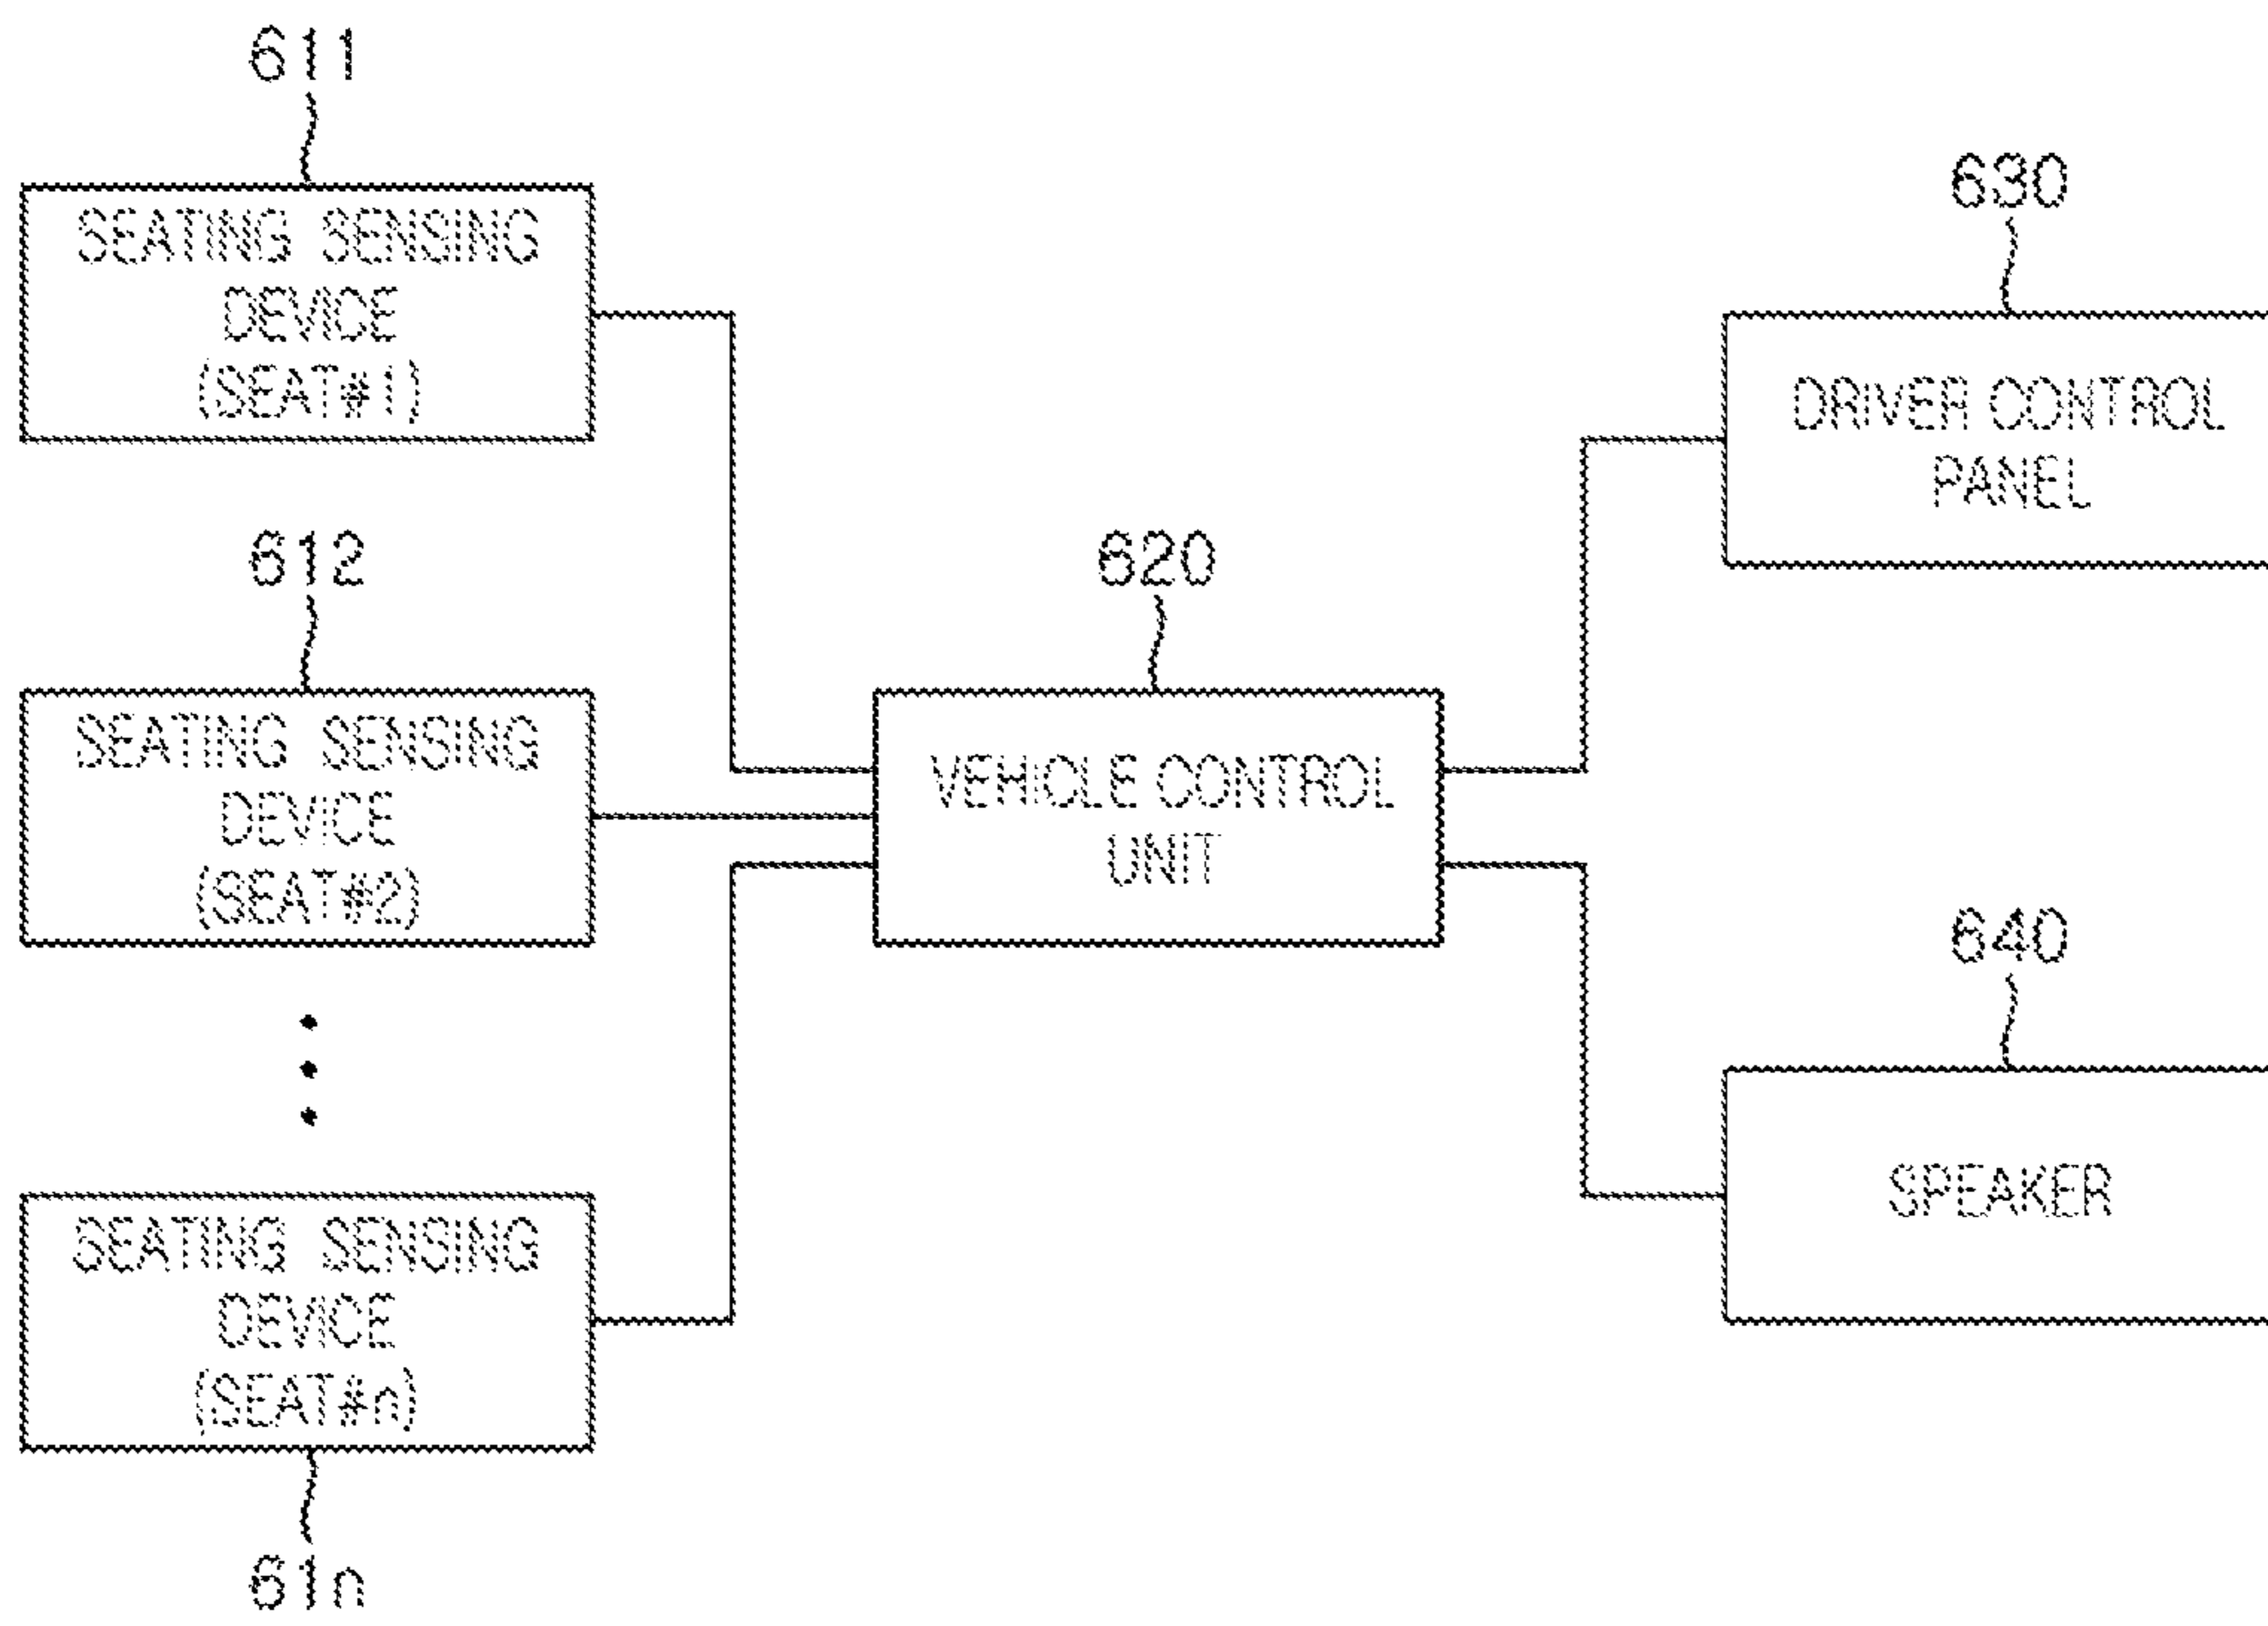 611
SEATING SENSING
DEVICE
(SEAT#1)
612
SEATING SENSING
DEVICE
(SEAT#2)
SEATING SENSING
DEVICE
(SEAT#n)
61n
620
VEHICLE CONTROL
UNIT
630
DRIVER CONTROL
PANEL
640
SPEAKER